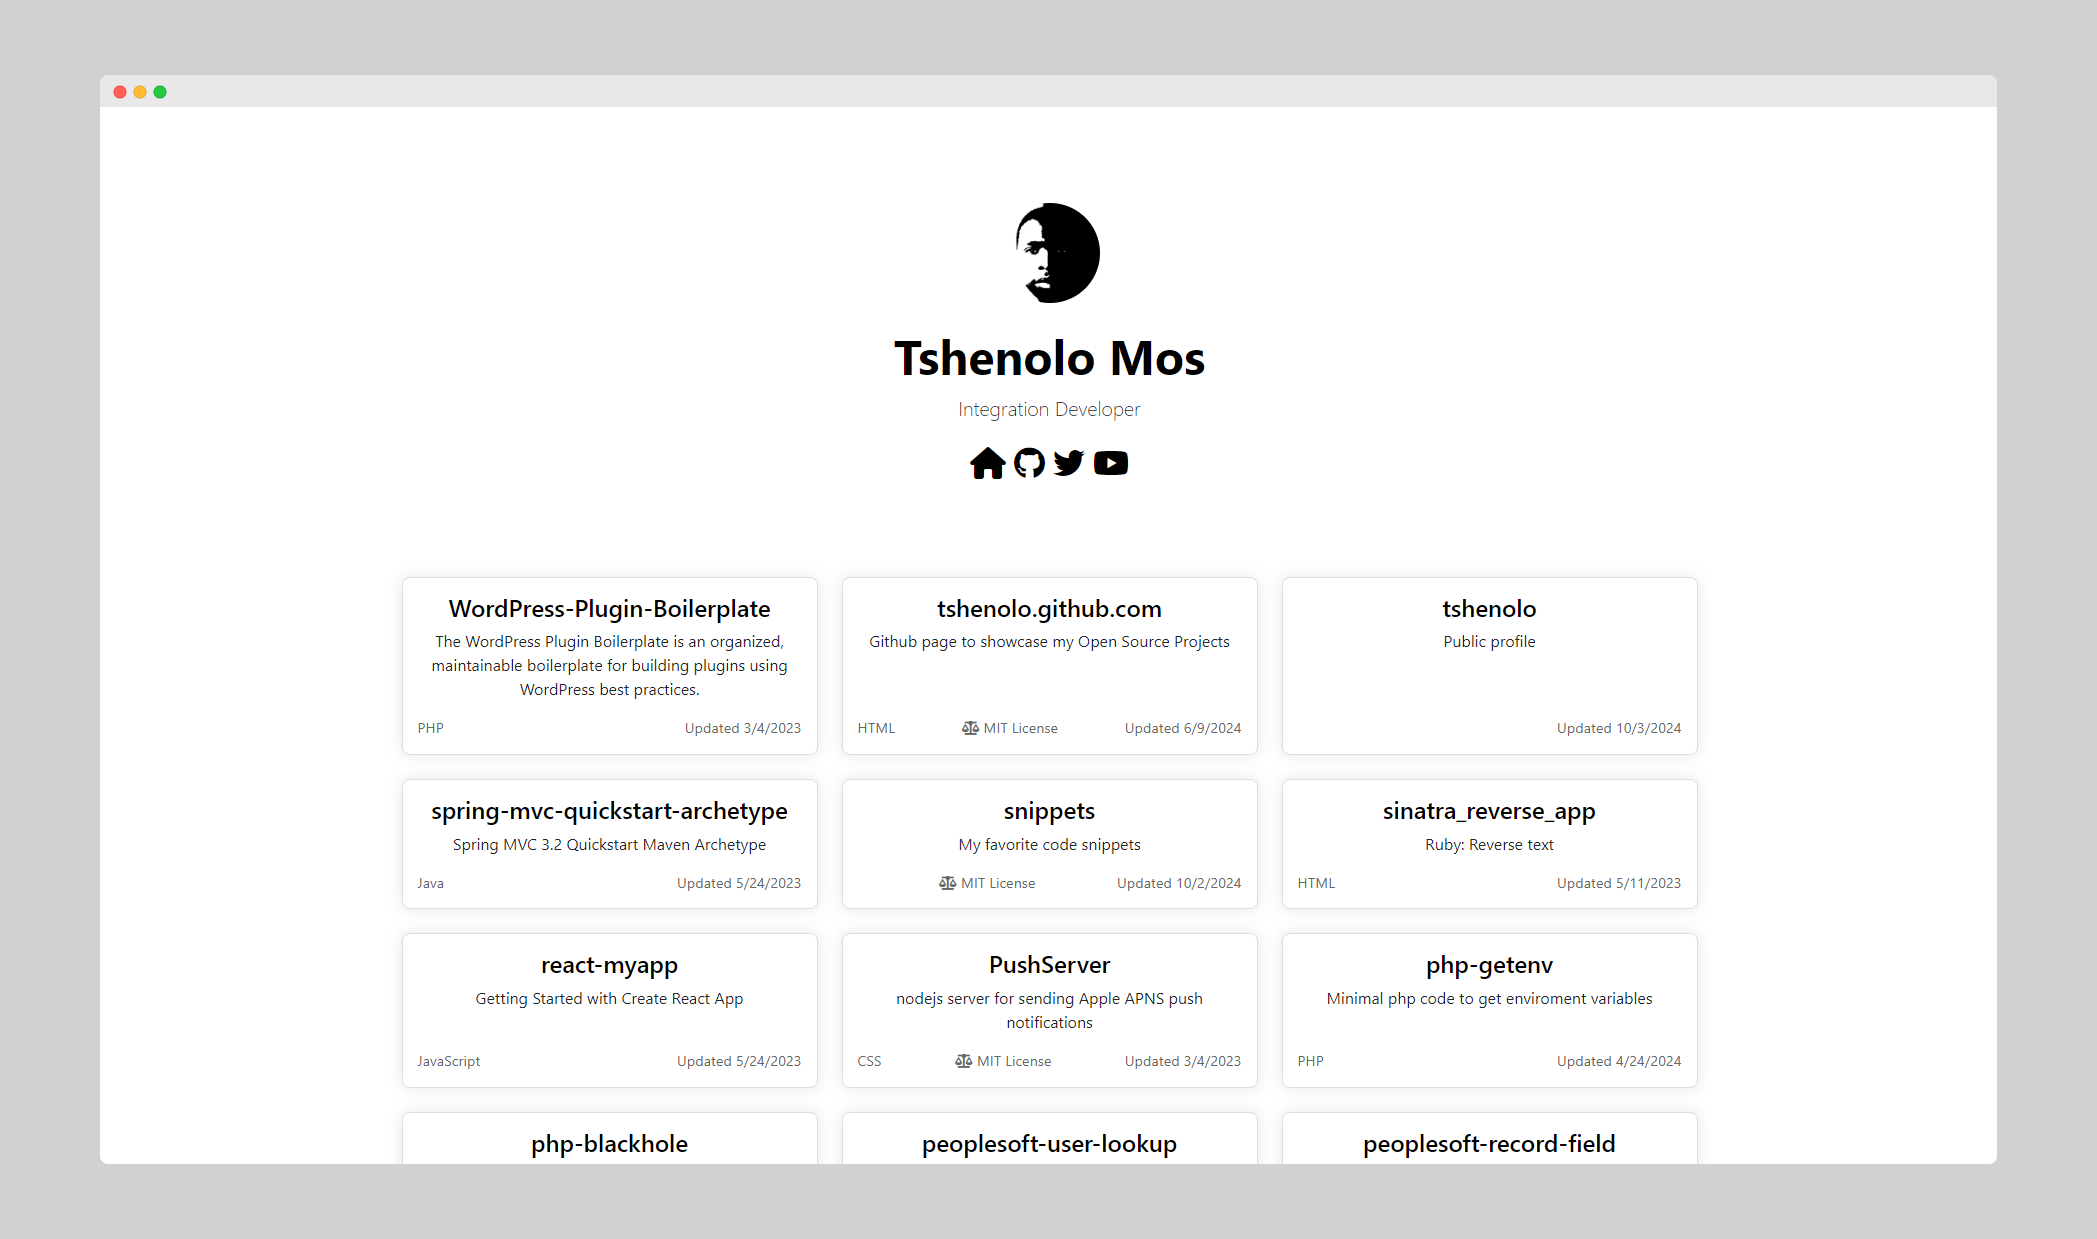 Tshenolo Mos
Integration Developer
WordPress-Plugin-Boilerplate
The WordPress Plugin Boilerplate is an organized,
maintainable boilerplate for building plugins using
WordPress best practices.
PHP
Updated 3/4/2023
tshenolo.github.com
Github page to showcase my Open Source Projects
HTML
MIT License
Updated 6/9/2024
tshenolo
Public profile
Updated 10/3/2024
spring-mvc-quickstart-archetype
Spring MVC 3.2 Quickstart Maven Archetype
Java
Updated 5/24/2023
snippets
My favorite code snippets
MIT License
Updated 10/2/2024
sinatra_reverse_app
Ruby: Reverse text
HTML
Updated 5/11/2023
react-myapp
Getting Started with Create React App
JavaScript
Updated 5/24/2023
PushServer
nodejs server for sending Apple APNS push
notifications
CSS
MIT License
Updated 3/4/2023
php-getenv
Minimal php code to get enviroment variables
PHP
Updated 4/24/2024
php-blackhole
peoplesoft-user-lookup
peoplesoft-record-field